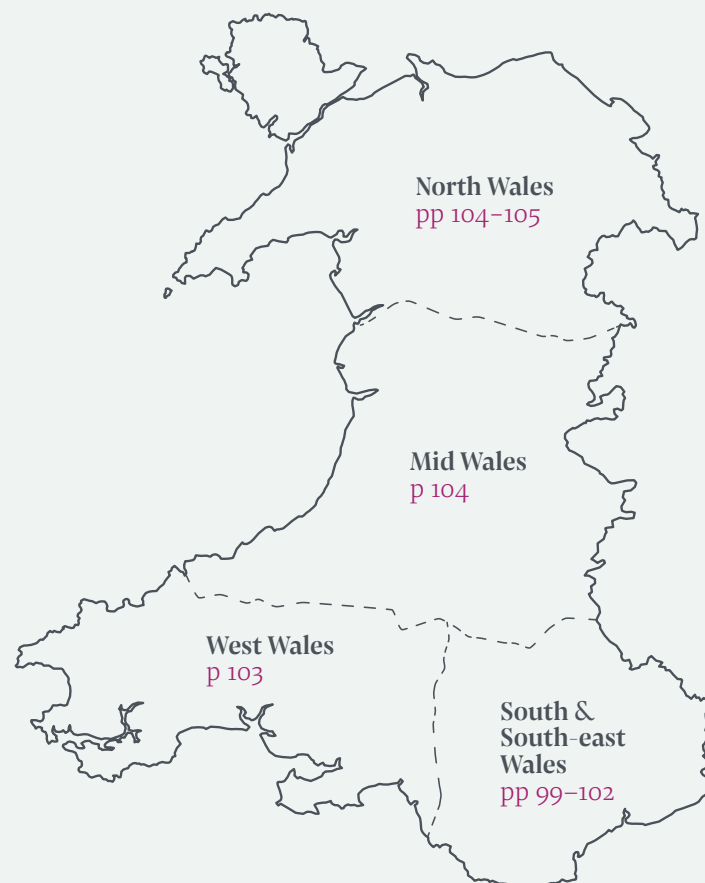 North Wales
pp 104–105
Mid Wales
p 104
West Wales
p 103
South &
South-east
Wales
pp 99–102